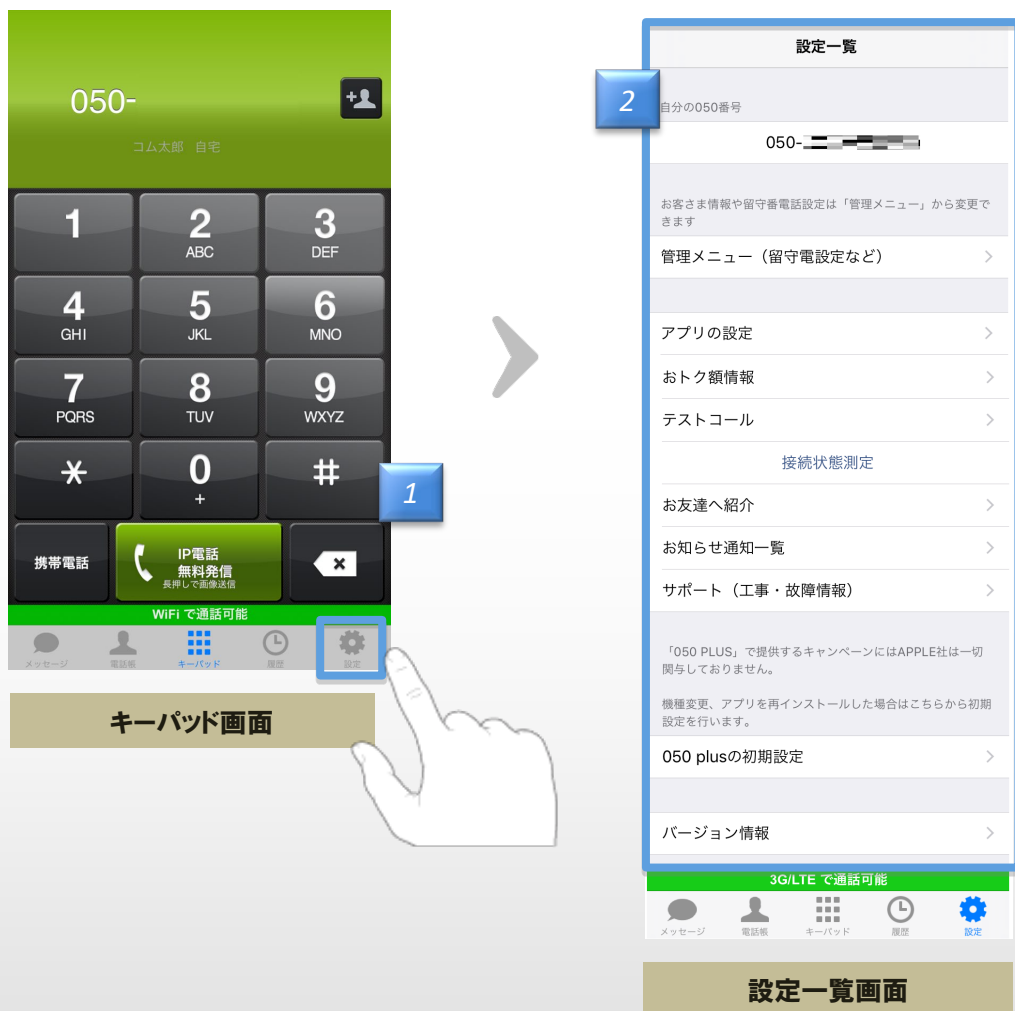 050-
コム太郎 自宅
1
2
ABC
3
DEF
4
GHI
5
JKL
6
MNO
7
PQRS
8
TUV
9
WXYZ
*
0
+
#
1
携帯電話
IP電話
無料発信
長押しで画像送信
WiFi で通話可能
メッセージ
電話帳
キーパッド
履歴
設定
キーパッド画面
2
設定一覧
自分の050番号
050-
お客さま情報や留守番電話設定は「管理メニュー」から変更で
きます
管理メニュー（留守電設定など）
アプリの設定
おトク額情報
テストコール
接続状態測定
お友達へ紹介
お知らせ通知一覧
サポート（工事・故障情報）
「050 PLUS」で提供するキャンペーンにはAPPLE社は一切
関与しておりません。
機種変更、アプリを再インストールした場合はこちらから初期
設定を行います。
050 plusの初期設定
バージョン情報
3G/LTE で通話可能
メッセージ
電話帳
キーパッド
履歴
設定
設定一覧画面